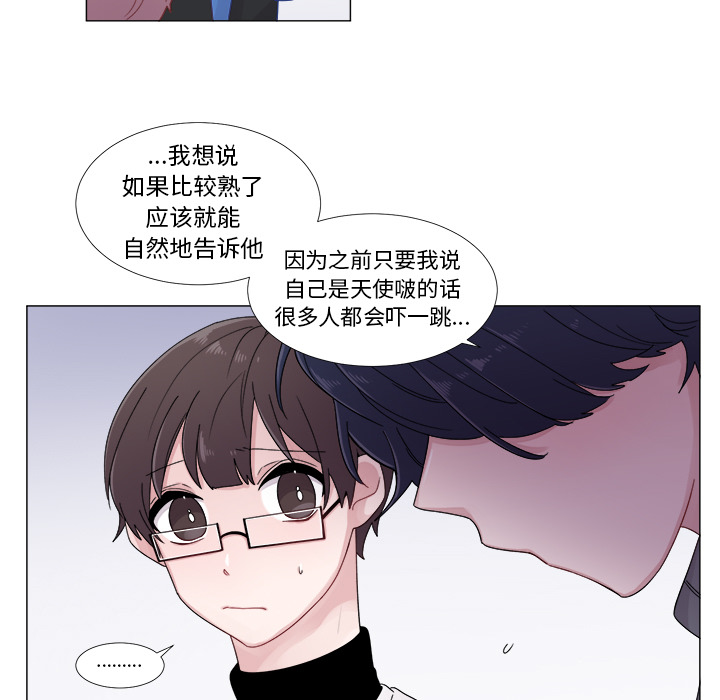 ...我想说
如果比较熟了
应该就能
自然地告诉他
因为之前只要我说
自己是天使啵的话
很多人都会吓一跳...
.........